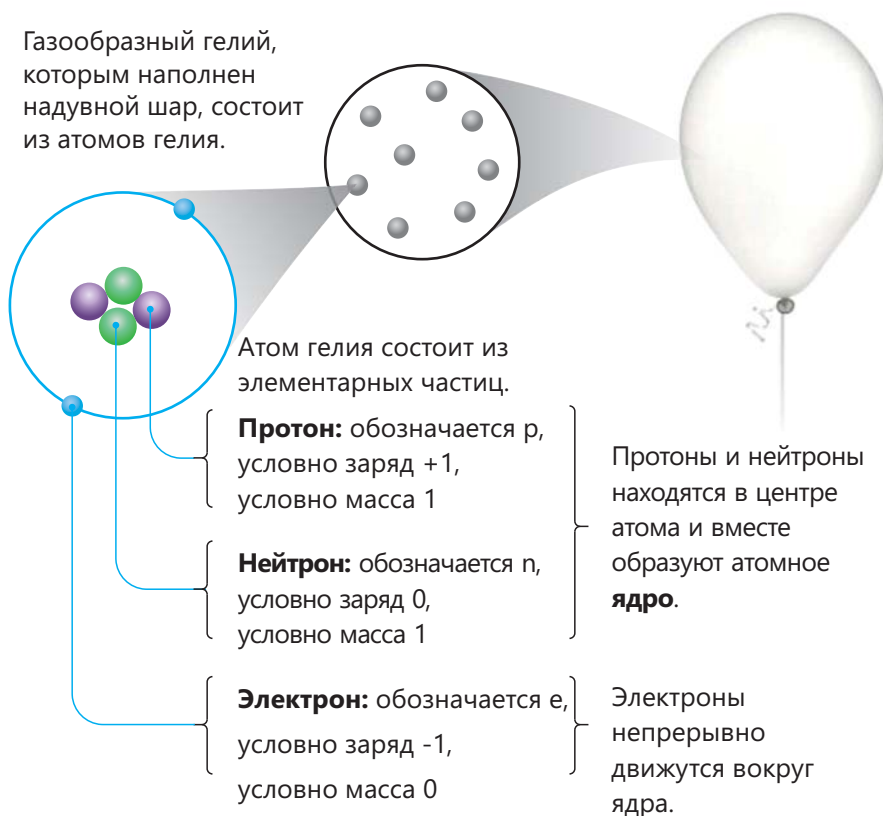 Газообразный гелий,
которым наполнен
надувной шар, состоит
из атомов гелия.
Атом гелия состоит из
элементарных частиц.
Протон: обозначается p,
условно заряд +1,
условно масса 1
Нейтрон: обозначается n,
условно заряд 0,
условно масса 1
Протоны и нейтроны
находятся в центре
атома и вместе
образуют атомное
ядро.
Электрон: обозначается e,
условно заряд -1,
условно масса 0
Электроны
непрерывно
движутся вокруг
ядра.